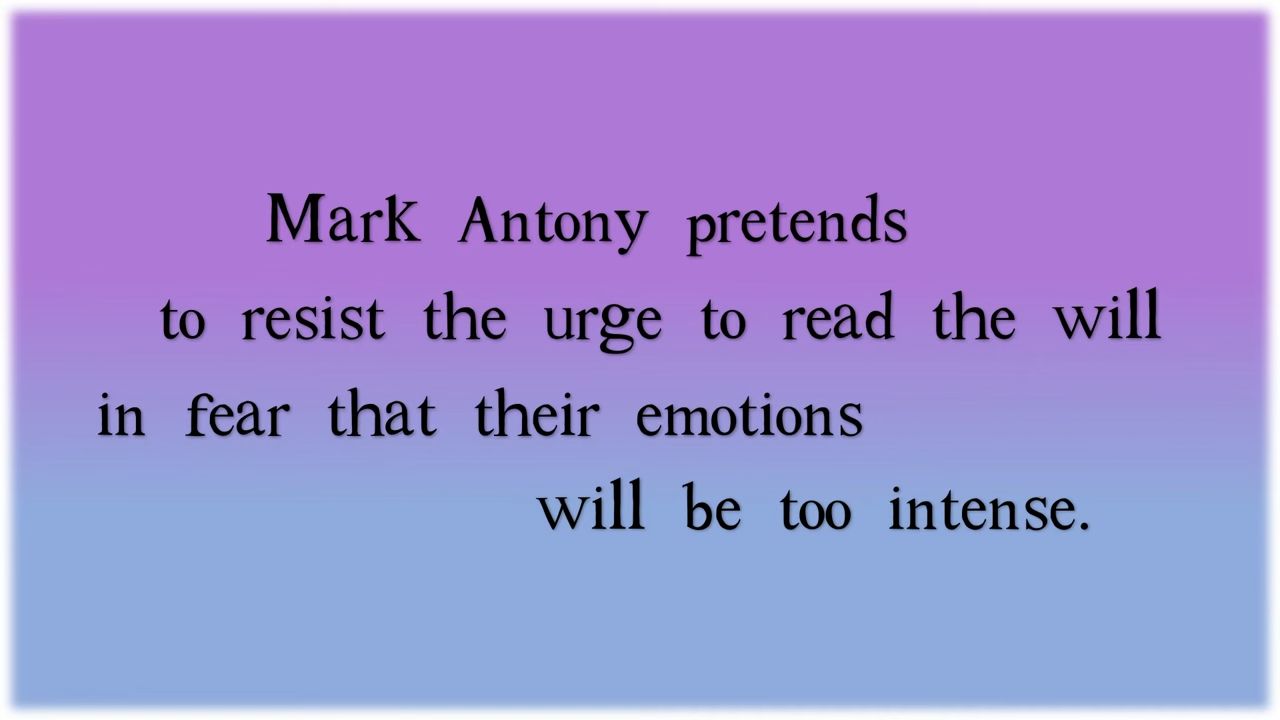 Mark Antony pretends
to resist the urge to read the will
in fear that their emotions
will be too intense.